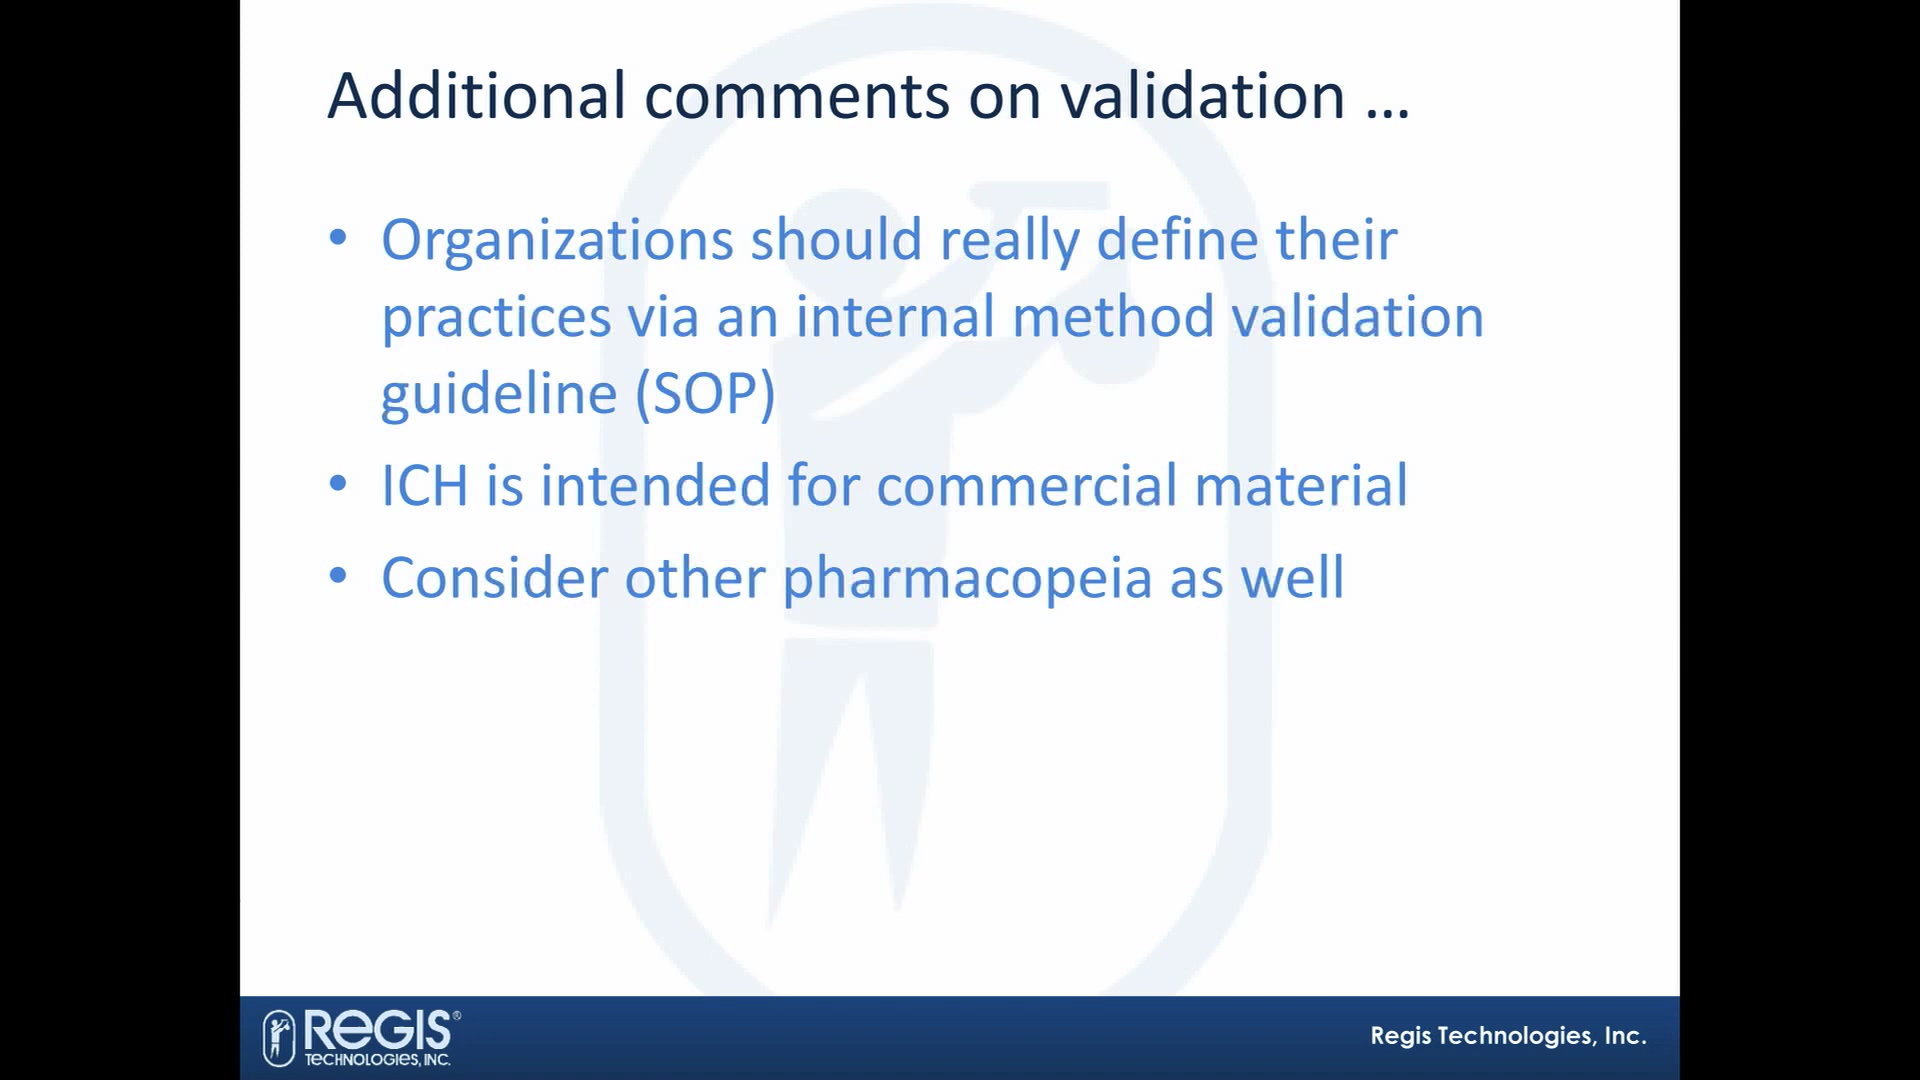 Additional comments on validation ...
• Organizations should really define their
practices via an internal method validation
guideline (SOP)
• ICH is intended for commercial material
• Consider other pharmacopeia as well
REGIS®
TECHNOLOGIES, INC.
Regis Technologies, Inc.